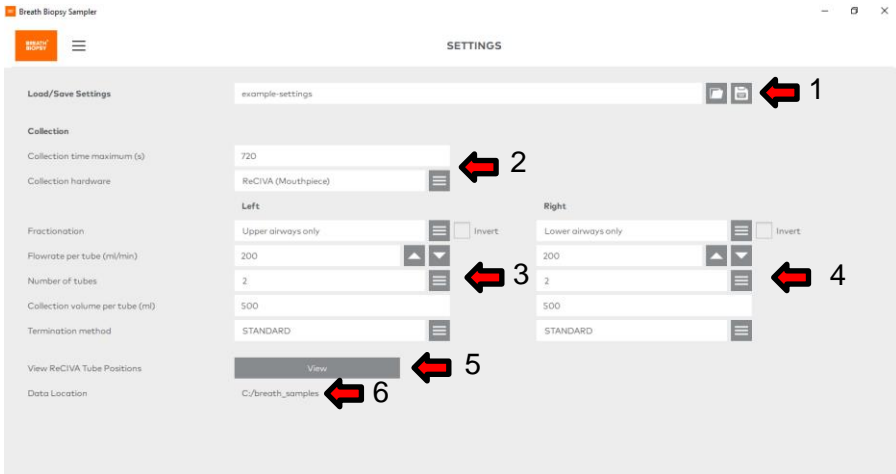 Breath Biopsy Sampler
BREATH BIOPSY
SETTINGS
Load/Save Settings example-settings 1
Collection
Collection time maximum (s) 720 2
Collection hardware ReCIVA (Mouthpiece)
Left Right
Fractionation Upper airways only Invert Lower airways only Invert
Flowrate per tube (ml/min) 200 200
Number of tubes 2 3 2 4
Collection volume per tube (ml) 500 500
Termination method STANDARD STANDARD
View ReCIVA Tube Positions View 5
Data Location C:/breath_samples 6